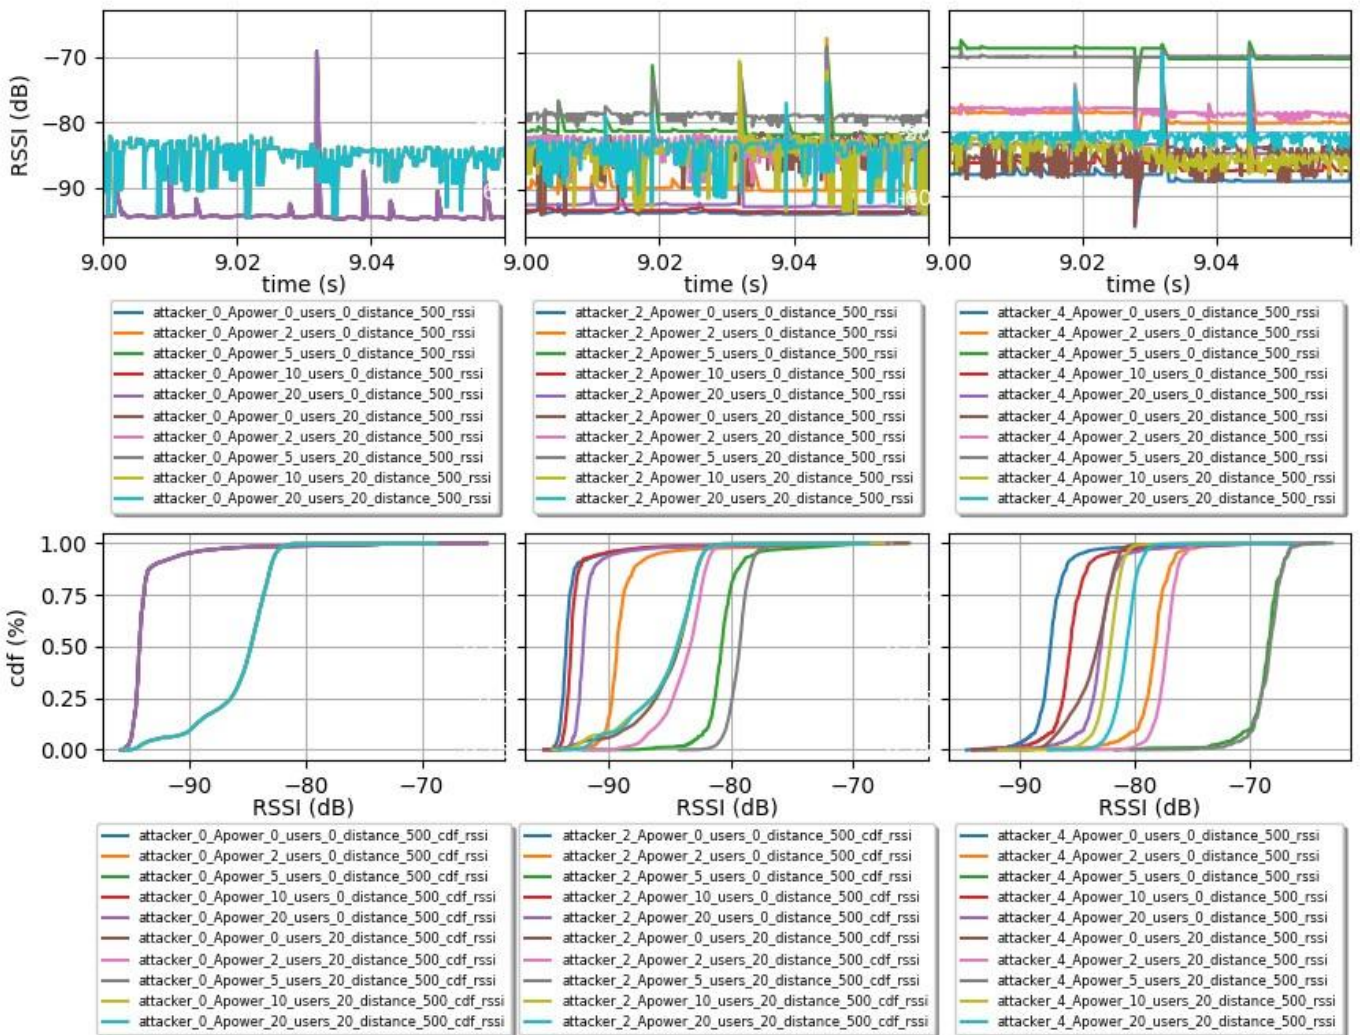 RSSI (dB)
−70
−80
−90
9.00 9.02 9.04
time (s)
9.00 9.02 9.04
time (s)
9.00 9.02 9.04
time (s)
attacker_0_Apower_0_users_0_distance_500_rssi
attacker_0_Apower_2_users_0_distance_500_rssi
attacker_0_Apower_5_users_0_distance_500_rssi
attacker_0_Apower_10_users_0_distance_500_rssi
attacker_0_Apower_20_users_0_distance_500_rssi
attacker_0_Apower_0_users_20_distance_500_rssi
attacker_0_Apower_2_users_20_distance_500_rssi
attacker_0_Apower_5_users_20_distance_500_rssi
attacker_0_Apower_10_users_20_distance_500_rssi
attacker_0_Apower_20_users_20_distance_500_rssi
attacker_2_Apower_0_users_0_distance_500_rssi
attacker_2_Apower_2_users_0_distance_500_rssi
attacker_2_Apower_5_users_0_distance_500_rssi
attacker_2_Apower_10_users_0_distance_500_rssi
attacker_2_Apower_20_users_0_distance_500_rssi
attacker_2_Apower_0_users_20_distance_500_rssi
attacker_2_Apower_2_users_20_distance_500_rssi
attacker_2_Apower_5_users_20_distance_500_rssi
attacker_2_Apower_10_users_20_distance_500_rssi
attacker_2_Apower_20_users_20_distance_500_rssi
attacker_4_Apower_0_users_0_distance_500_rssi
attacker_4_Apower_2_users_0_distance_500_rssi
attacker_4_Apower_5_users_0_distance_500_rssi
attacker_4_Apower_10_users_0_distance_500_rssi
attacker_4_Apower_20_users_0_distance_500_rssi
attacker_4_Apower_0_users_20_distance_500_rssi
attacker_4_Apower_2_users_20_distance_500_rssi
attacker_4_Apower_5_users_20_distance_500_rssi
attacker_4_Apower_10_users_20_distance_500_rssi
attacker_4_Apower_20_users_20_distance_500_rssi
cdf (%)
1.00
0.75
0.50
0.25
0.00
−90 −80 −70
RSSI (dB)
−90 −80 −70
RSSI (dB)
−90 −80 −70
RSSI (dB)
attacker_0_Apower_0_users_0_distance_500_cdf_rssi
attacker_0_Apower_2_users_0_distance_500_cdf_rssi
attacker_0_Apower_5_users_0_distance_500_cdf_rssi
attacker_0_Apower_10_users_0_distance_500_cdf_rssi
attacker_0_Apower_20_users_0_distance_500_cdf_rssi
attacker_0_Apower_0_users_20_distance_500_cdf_rssi
attacker_0_Apower_2_users_20_distance_500_cdf_rssi
attacker_0_Apower_5_users_20_distance_500_cdf_rssi
attacker_0_Apower_10_users_20_distance_500_cdf_rssi
attacker_0_Apower_20_users_20_distance_500_cdf_rssi
attacker_2_Apower_0_users_0_distance_500_cdf_rssi
attacker_2_Apower_2_users_0_distance_500_cdf_rssi
attacker_2_Apower_5_users_0_distance_500_cdf_rssi
attacker_2_Apower_10_users_0_distance_500_cdf_rssi
attacker_2_Apower_20_users_0_distance_500_cdf_rssi
attacker_2_Apower_0_users_20_distance_500_cdf_rssi
attacker_2_Apower_2_users_20_distance_500_cdf_rssi
attacker_2_Apower_5_users_20_distance_500_cdf_rssi
attacker_2_Apower_10_users_20_distance_500_cdf_rssi
attacker_2_Apower_20_users_20_distance_500_cdf_rssi
attacker_4_Apower_0_users_0_distance_500_rssi
attacker_4_Apower_2_users_0_distance_500_rssi
attacker_4_Apower_5_users_0_distance_500_rssi
attacker_4_Apower_10_users_0_distance_500_rssi
attacker_4_Apower_20_users_0_distance_500_rssi
attacker_4_Apower_0_users_20_distance_500_rssi
attacker_4_Apower_2_users_20_distance_500_rssi
attacker_4_Apower_5_users_20_distance_500_rssi
attacker_4_Apower_10_users_20_distance_500_rssi
attacker_4_Apower_20_users_20_distance_500_rssi